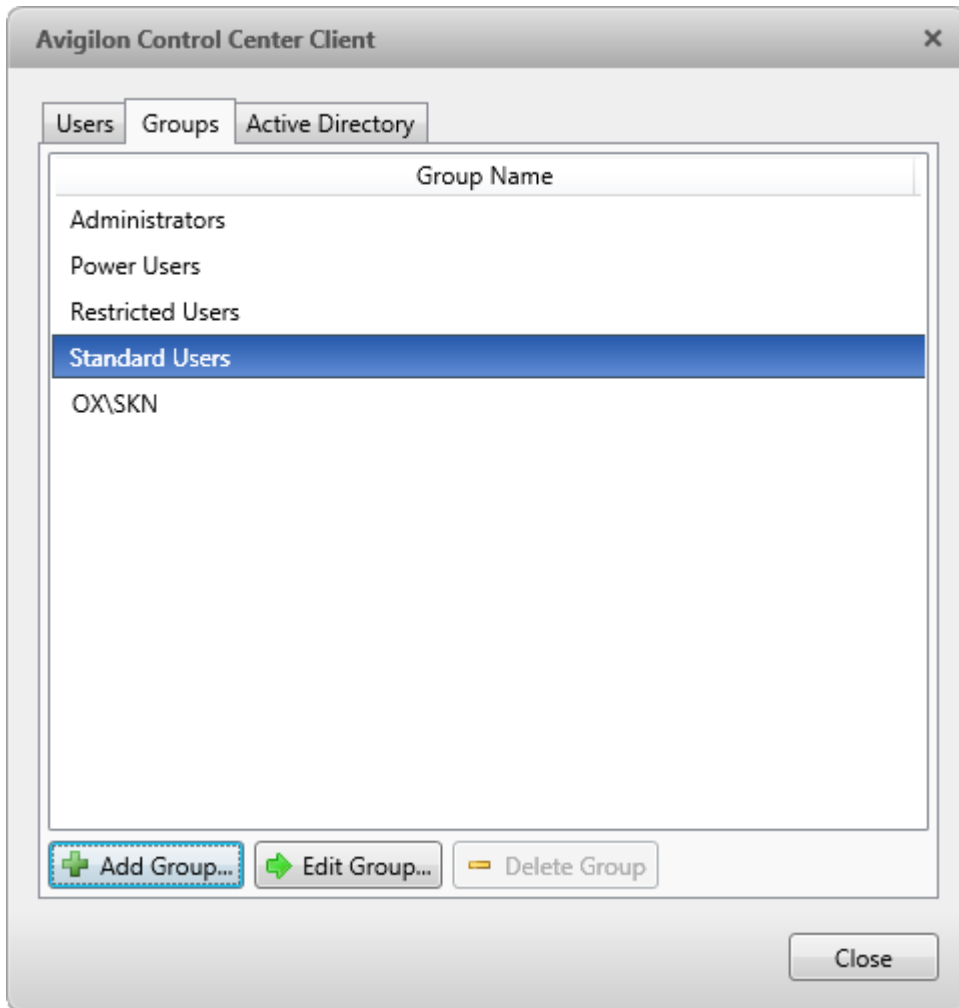 Avigilon Control Center Client
Users Groups Active Directory
Group Name
Administrators
Power Users
Restricted Users
Standard Users
OX\SKN
Add Group... Edit Group... Delete Group
Close